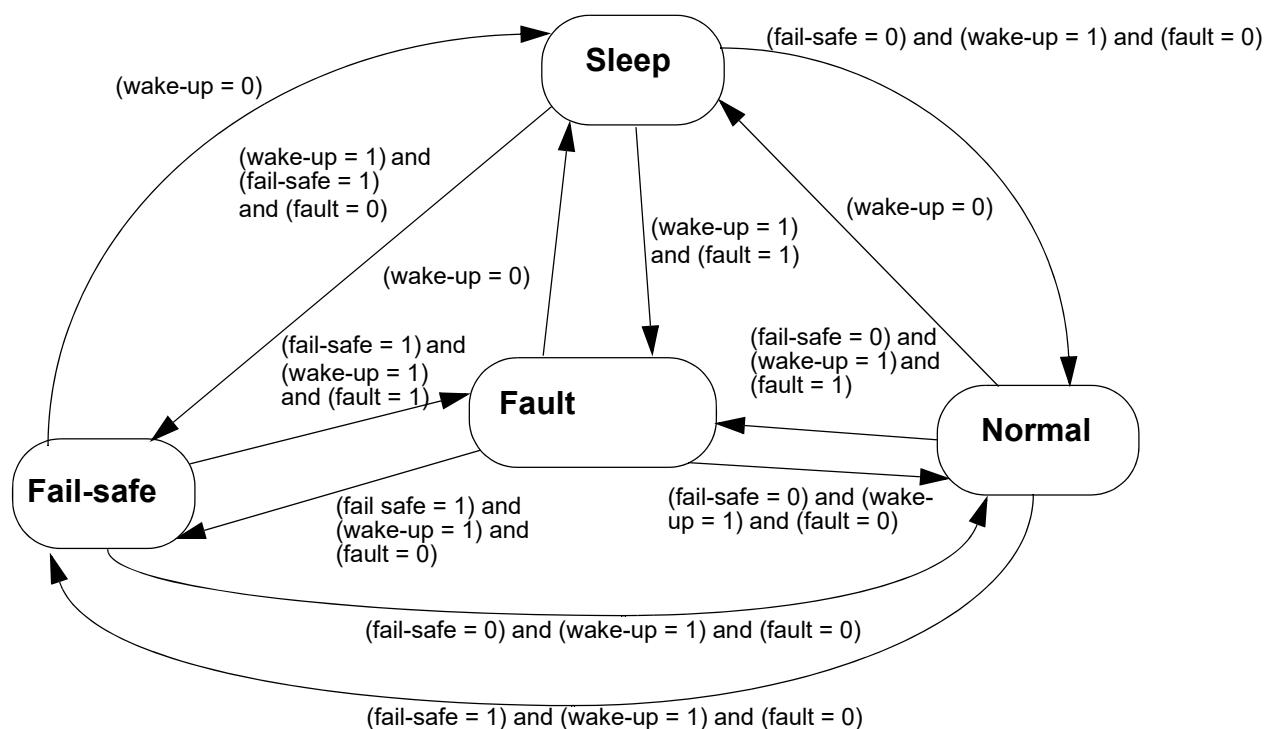 Sleep
(fail-safe = 0) and (wake-up = 1) and (fault = 0)
(wake-up = 0)
(wake-up = 1) and
(fail-safe = 1)
and (fault = 0)
(wake-up = 0)
(wake-up = 1)
and (fault = 1)
(wake-up = 0)
(fail-safe = 1) and
(wake-up = 1)
and (fault = 1)
(fail-safe = 0) and
(wake-up = 1) and
(fault = 1)
Fault
Normal
Fail-safe
(fail safe = 1) and
(wake-up = 1) and
(fault = 0)
(fail-safe = 0) and (wake-
up = 1) and (fault = 0)
(fail-safe = 0) and (wake-up = 1) and (fault = 0)
(fail-safe = 1) and (wake-up = 1) and (fault = 0)